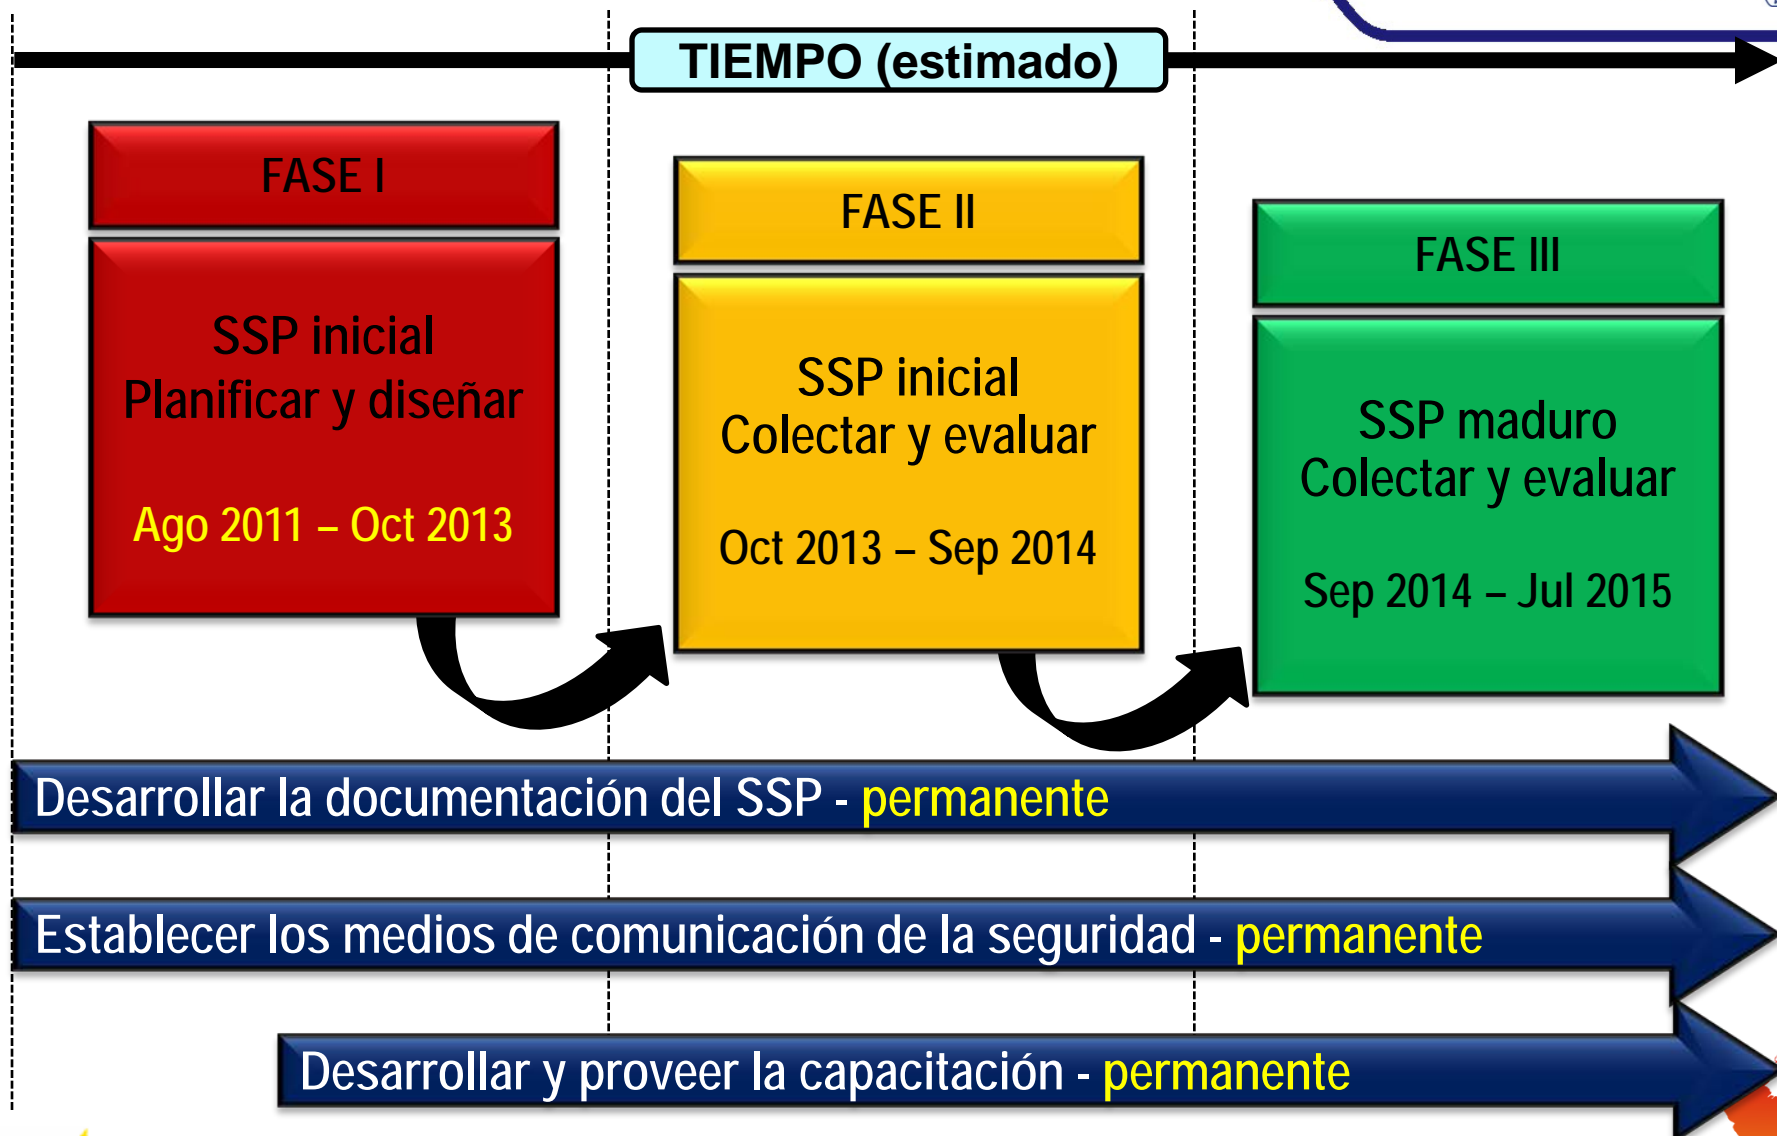 TIEMPO (estimado)
FASE I
SSP inicial
Planificar y diseñar
Ago 2011 – Oct 2013
FASE II
SSP inicial
Colectar y evaluar
Oct 2013 – Sep 2014
FASE III
SSP maduro
Colectar y evaluar
Sep 2014 – Jul 2015
Desarrollar la documentación del SSP - permanente
Establecer los medios de comunicación de la seguridad - permanente
Desarrollar y proveer la capacitación - permanente